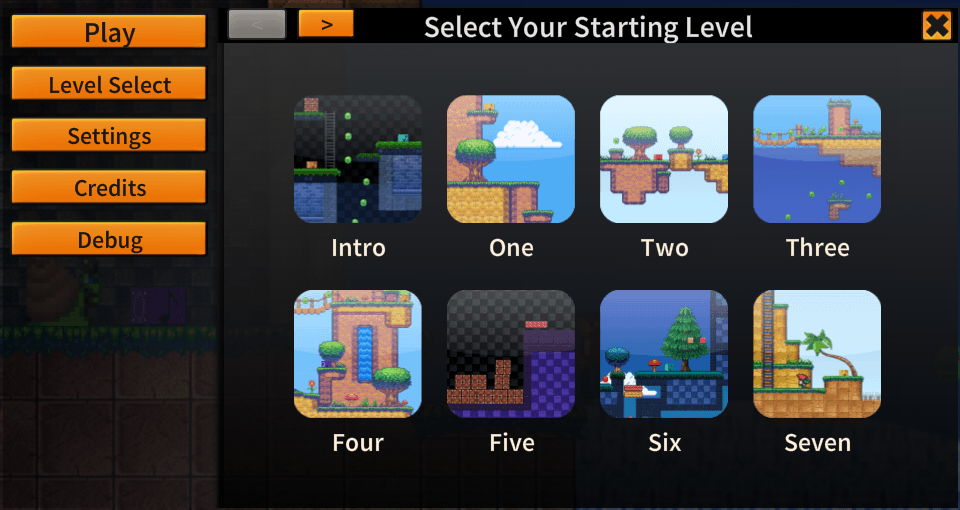 Play
Level Select
Settings
Credits
Debug
< >
Select Your Starting Level
Intro One Two Three
Four Five Six Seven